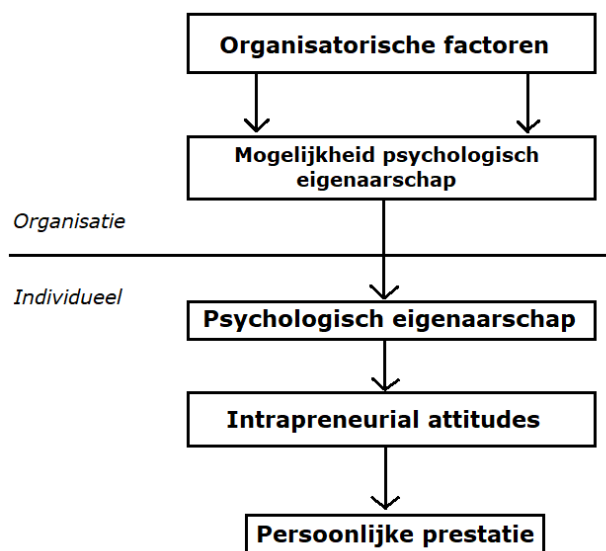 Organisatorische factoren
Mogelijkheid psychologisch
eigenaarschap
Organisatie
Individueel
Psychologisch eigenaarschap
Intrapreneurial attitudes
Persoonlijke prestatie